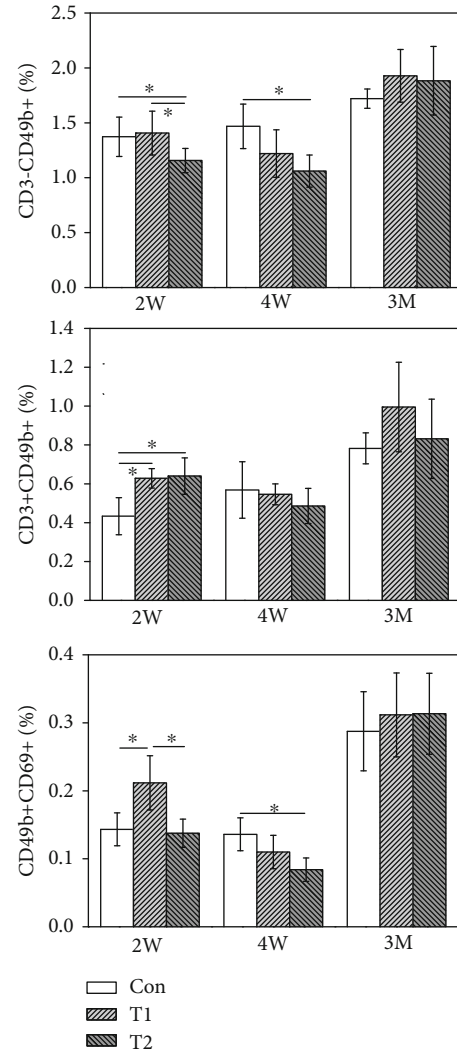 CD3-CD49b+ (%)
2.5
2.0
1.5
1.0
0.5
0.0
* * *
2W 4W 3M
CD3+CD49b+ (%)
1.4
1.2
1.0
0.8
0.6
0.4
0.2
0.0
* *
2W 4W 3M
CD49b+CD69+ (%)
0.4
0.3
0.2
0.1
0.0
* * *
2W 4W 3M
Con
T1
T2